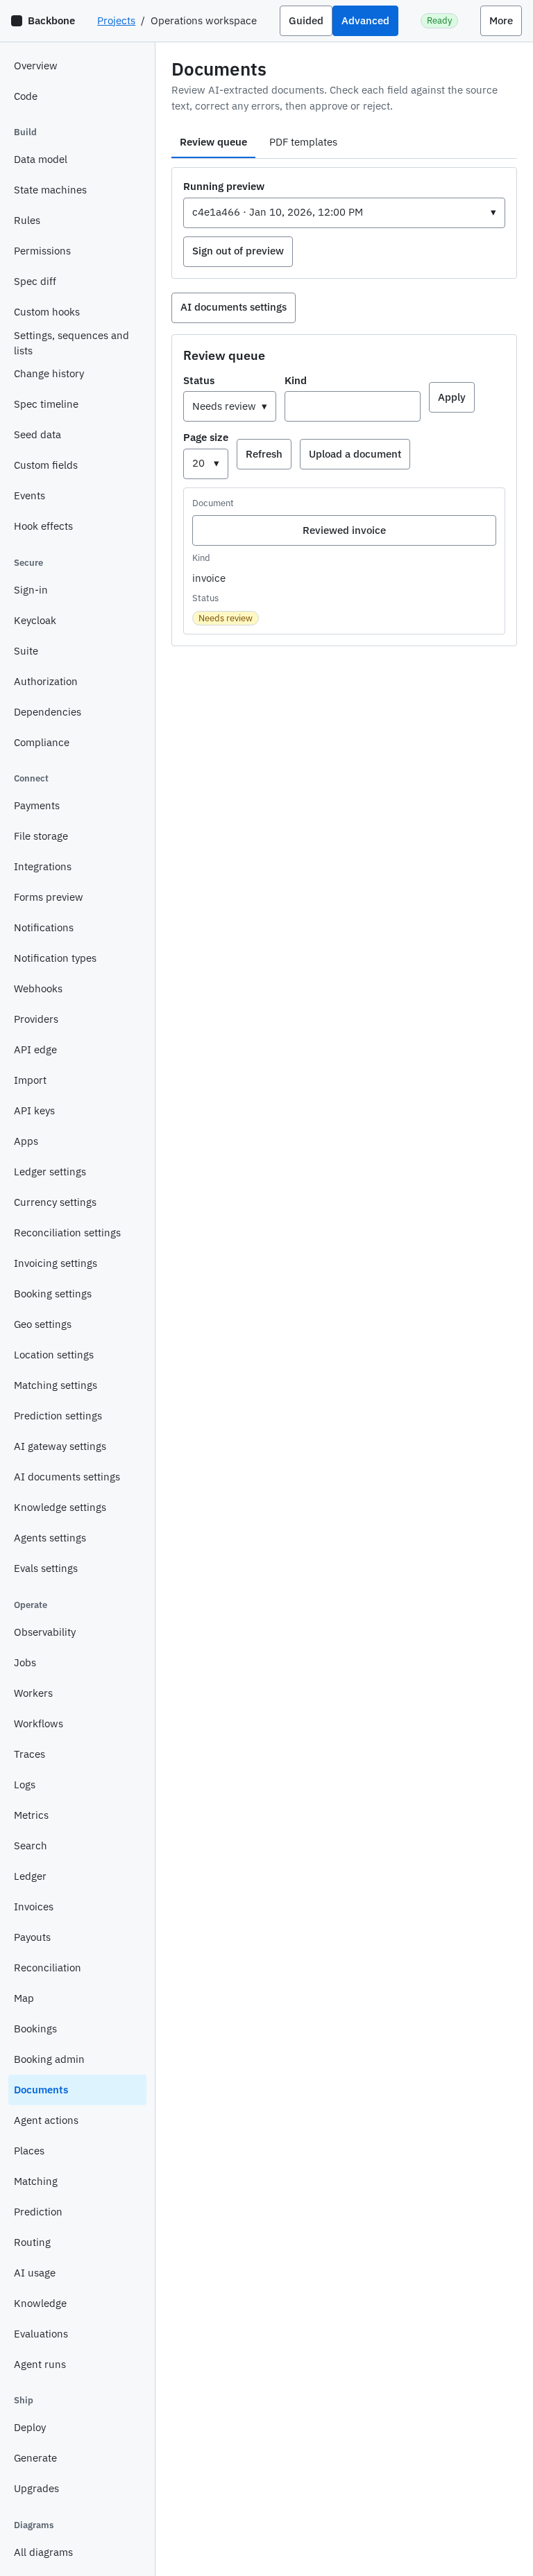 Backbone
Projects / Operations workspace
Guided
Advanced
Ready
More
Overview
Code
Build
Data model
State machines
Rules
Permissions
Spec diff
Custom hooks
Settings, sequences and
lists
Change history
Spec timeline
Seed data
Custom fields
Events
Hook effects
Secure
Sign-in
Keycloak
Suite
Authorization
Dependencies
Compliance
Connect
Payments
File storage
Integrations
Forms preview
Notifications
Notification types
Webhooks
Providers
API edge
Import
API keys
Apps
Ledger settings
Currency settings
Reconciliation settings
Invoicing settings
Booking settings
Geo settings
Location settings
Matching settings
Prediction settings
AI gateway settings
AI documents settings
Knowledge settings
Agents settings
Evals settings
Operate
Observability
Jobs
Workers
Workflows
Traces
Logs
Metrics
Search
Ledger
Invoices
Payouts
Reconciliation
Map
Bookings
Booking admin
Documents
Agent actions
Places
Matching
Prediction
Routing
AI usage
Knowledge
Evaluations
Agent runs
Ship
Deploy
Generate
Upgrades
Diagrams
All diagrams
Documents
Review AI-extracted documents. Check each field against the source
text, correct any errors, then approve or reject.
Review queue
PDF templates
Running preview
c4e1a466 · Jan 10, 2026, 12:00 PM
Sign out of preview
AI documents settings
Review queue
Status
Kind
Needs review
Apply
Page size
20
Refresh
Upload a document
Document
Reviewed invoice
Kind
invoice
Status
Needs review